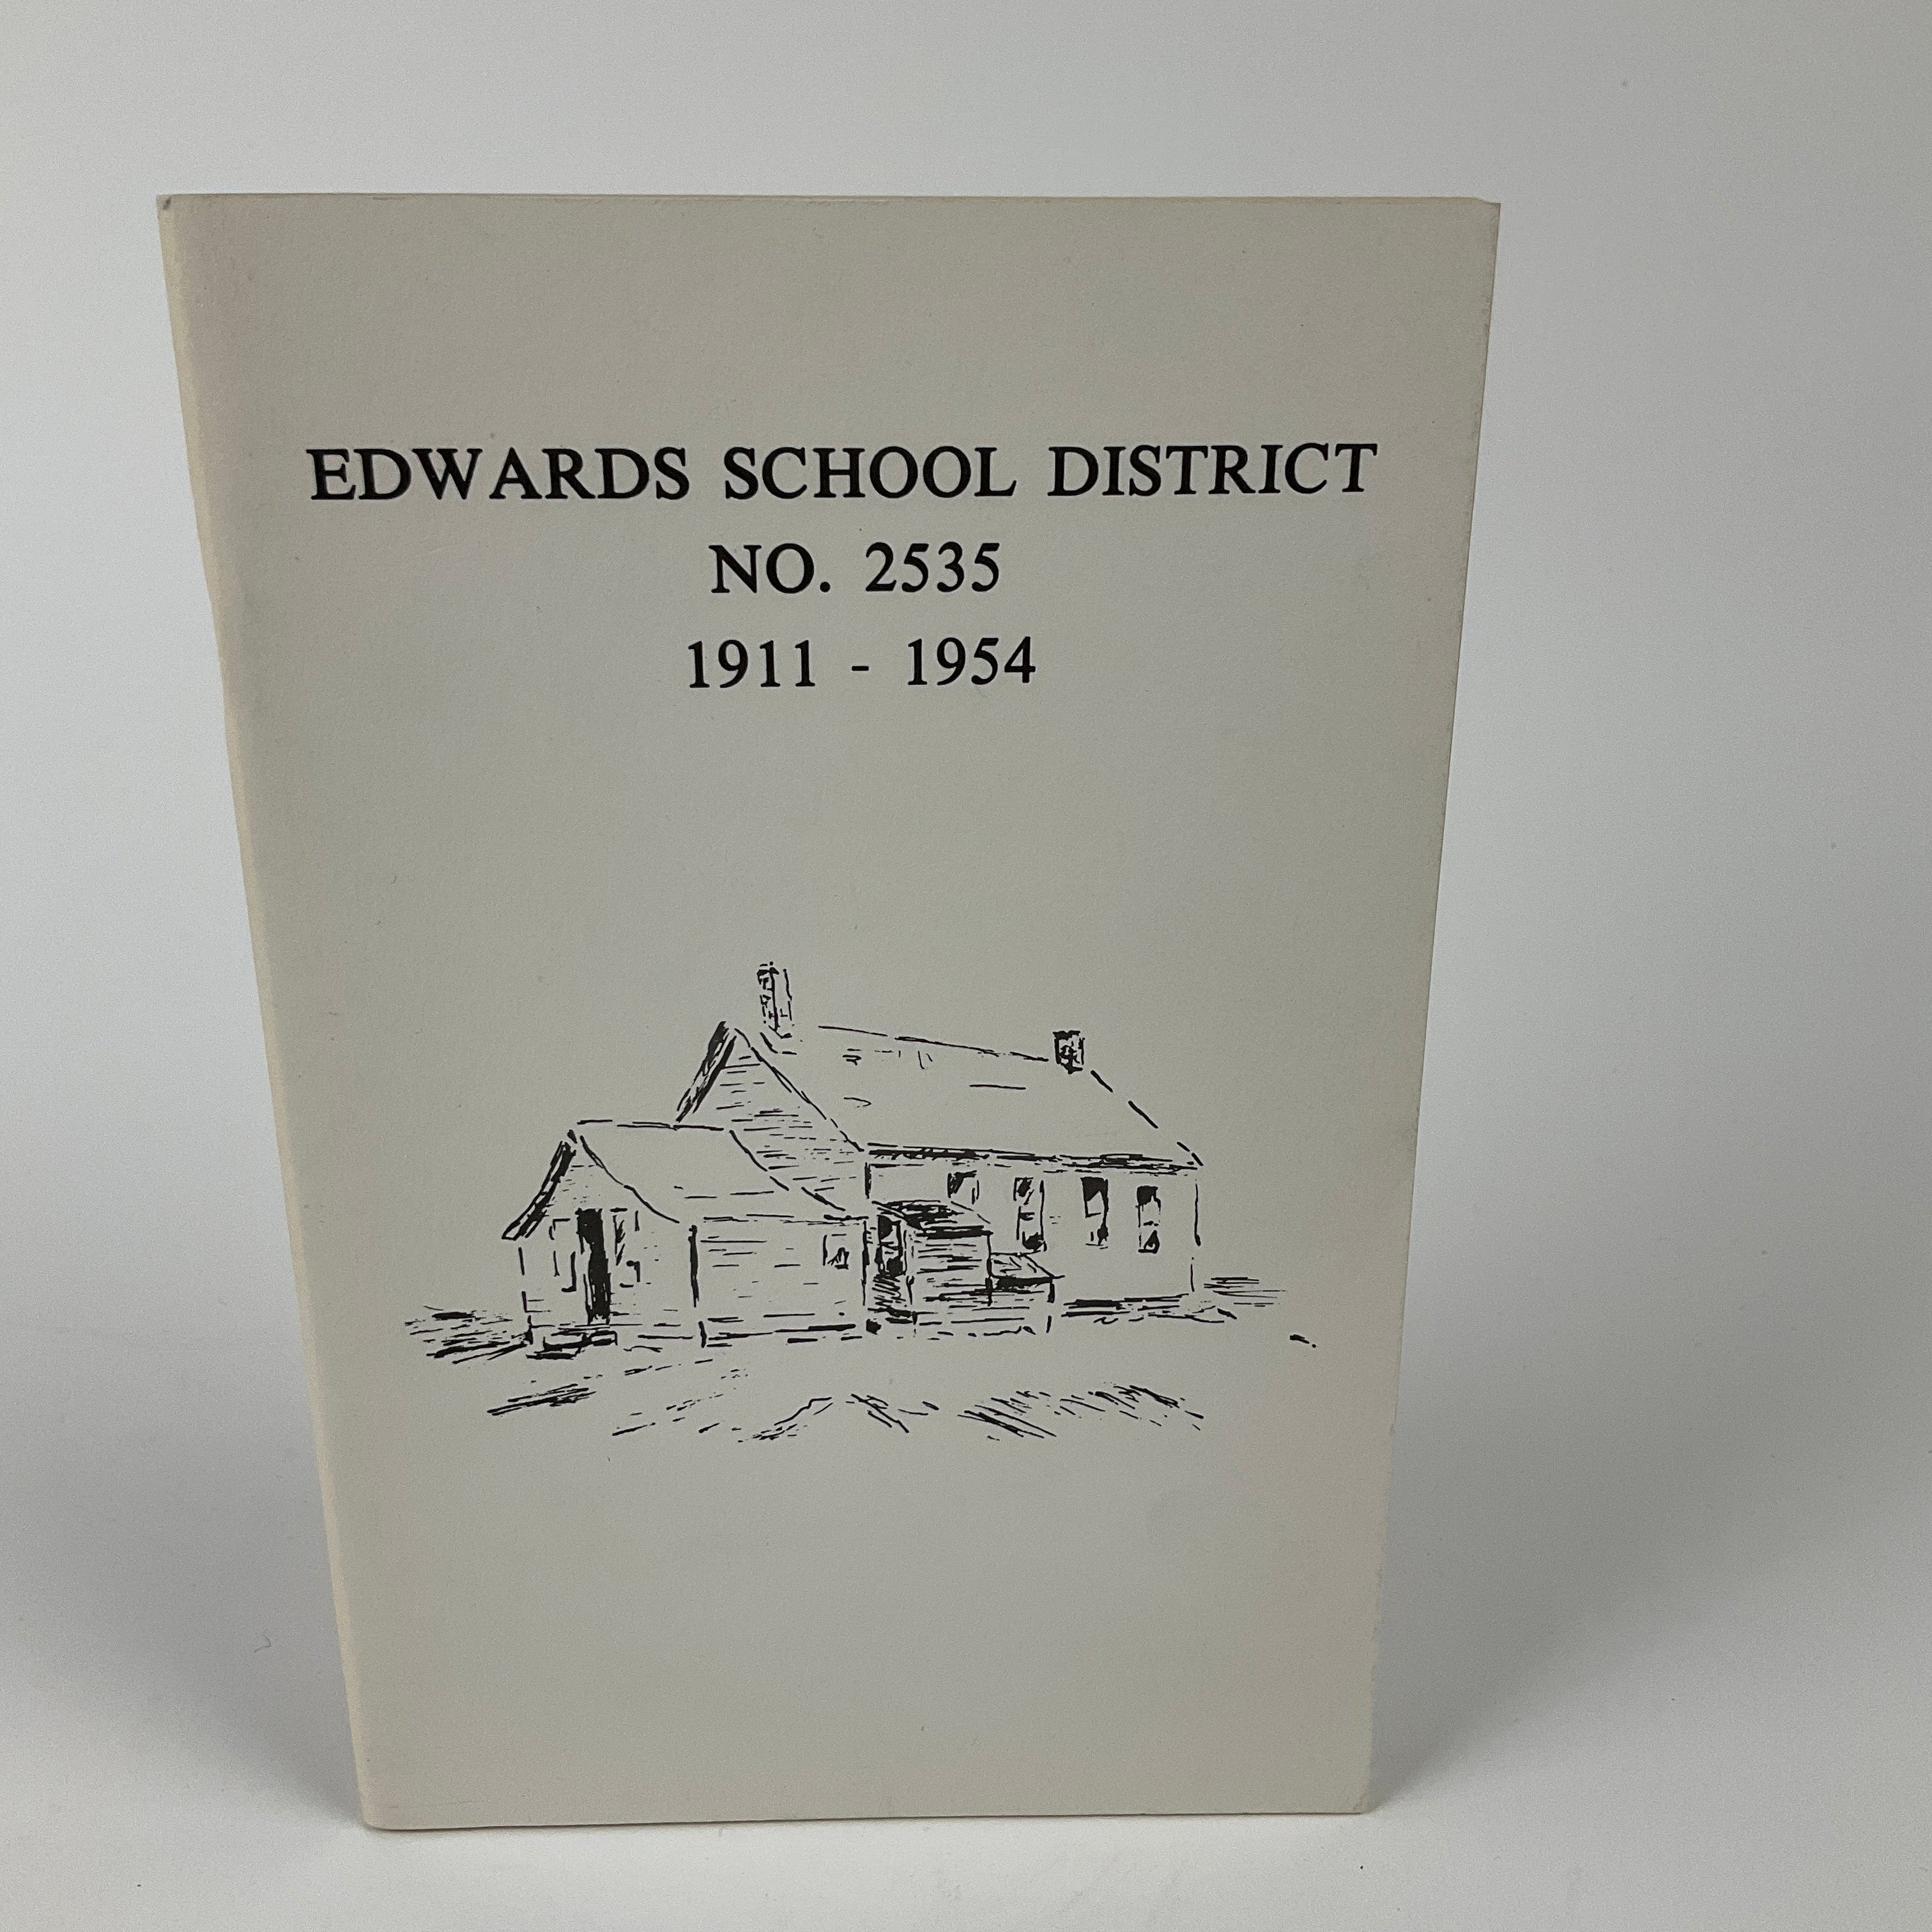 EDWARDS SCHOOL DISTRICT
NO. 2535
1911 - 1954